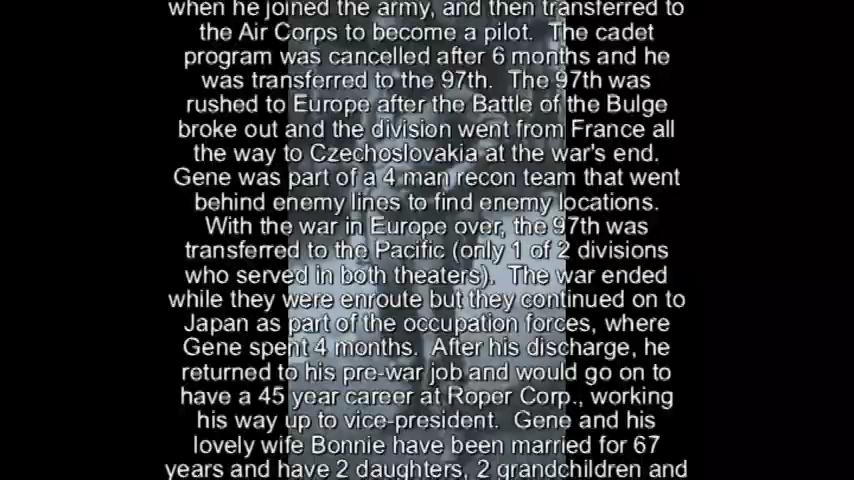 when he joined the army, and then transferred to
the Air Corps to become a pilot.  The cadet
program was cancelled after 6 months and he
was transferred to the 97th.  The 97th was
rushed to Europe after the Battle of the Bulge
broke out and the division went from France all
the way to Czechoslovakia at the war's end.
Gene was part of a 4 man recon team that went
behind enemy lines to find enemy locations.
With the war in Europe over, the 97th was
transferred to the Pacific (only 1 of 2 divisions
who served in both theaters).  The war ended
while they were enroute but they continued on to
Japan as part of the occupation forces, where
Gene spent 4 months.  After his discharge, he
returned to his pre-war job and would go on to
have a 45 year career at Roper Corp., working
his way up to vice-president.  Gene and his
lovely wife Bonnie have been married for 67
years and have 2 daughters, 2 grandchildren and